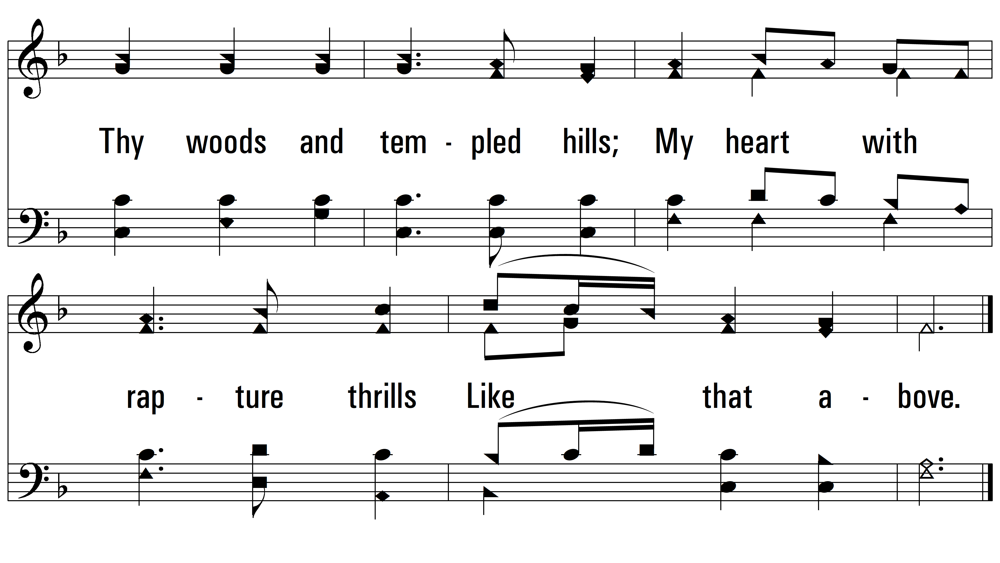 Thy woods and tem - pled hills; My heart with
rap - ture thrills Like that a - bove.